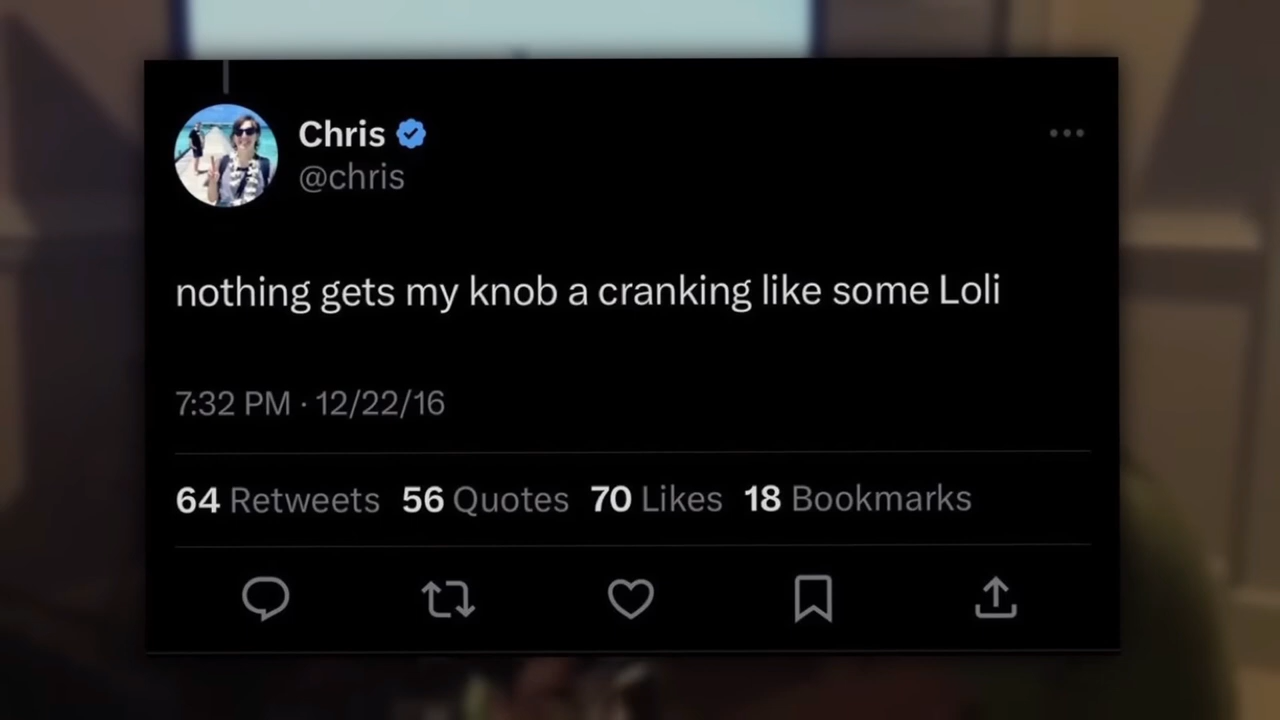 Chris
@chris
nothing gets my knob a cranking like some Loli
7:32 PM · 12/22/16
64 Retweets 56 Quotes 70 Likes 18 Bookmarks